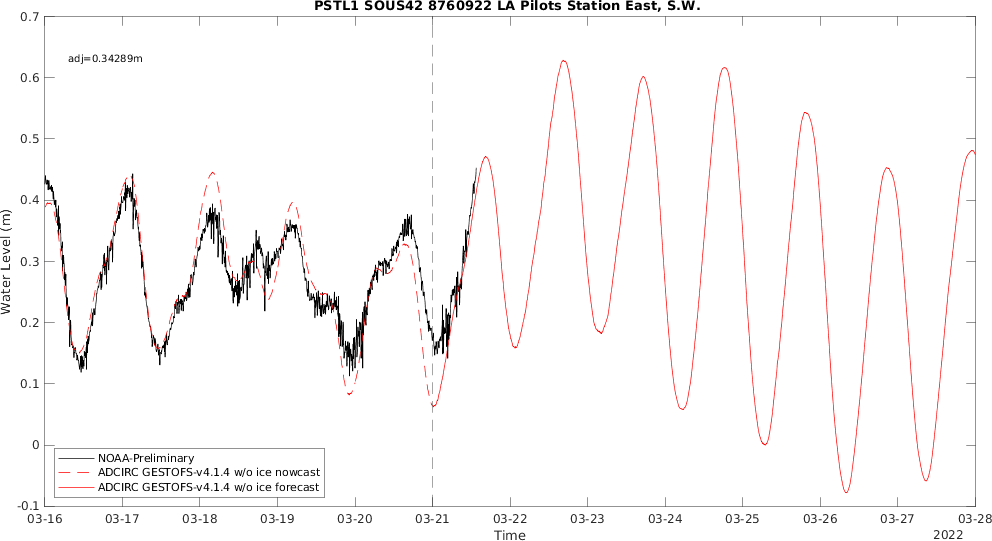 PSTL1 SOUS42 8760922 LA Pilots Station East, S.W.
0.7
adj=0.34289m
0.6
0.5
0.4
0.3
0.2
0.1
0
-0.1
Water Level (m)
NOAA-Preliminary
ADCIRC GESTOFS-v4.1.4 w/o ice nowcast
ADCIRC GESTOFS-v4.1.4 w/o ice forecast
03-16 03-17 03-18 03-19 03-20 03-21 03-22 03-23 03-24 03-25 03-26 03-27 03-28
Time
2022